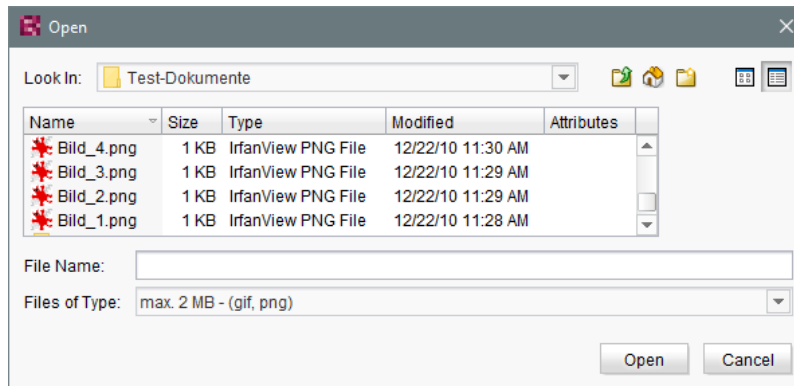 Open
Look In: Test-Dokumente
Name Size Type Modified Attributes
Bild_4.png 1 KB IrfanView PNG File 12/22/10 11:30 AM
Bild_3.png 1 KB IrfanView PNG File 12/22/10 11:29 AM
Bild_2.png 1 KB IrfanView PNG File 12/22/10 11:29 AM
Bild_1.png 1 KB IrfanView PNG File 12/22/10 11:28 AM
File Name:
Files of Type: max. 2 MB - (gif, png)
Open Cancel